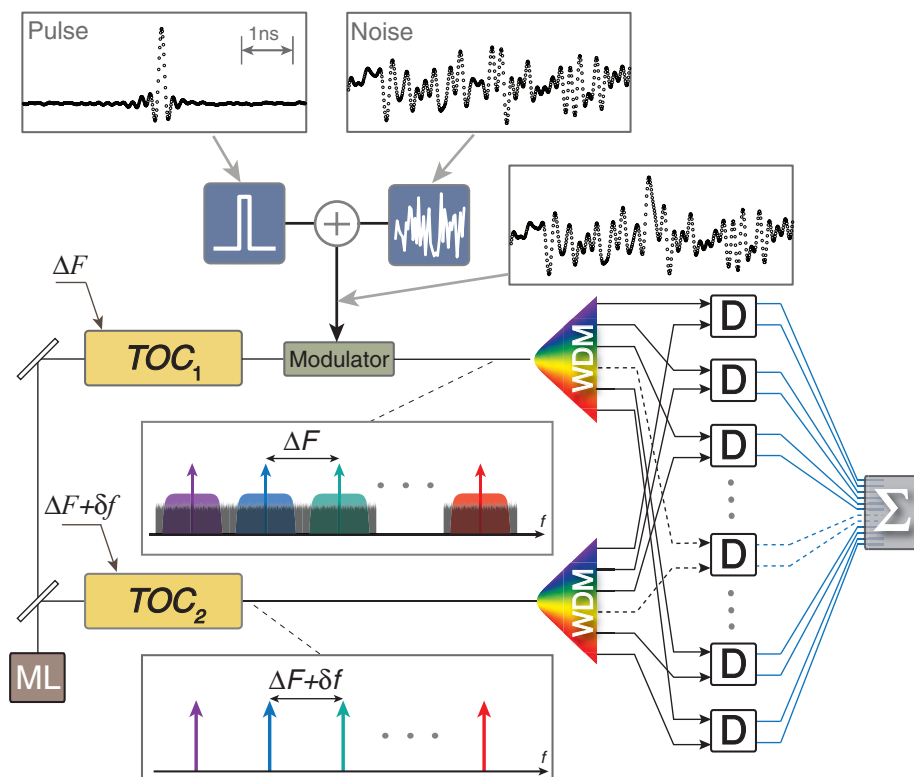 Pulse
1ns
Noise
+
ΔF
TOC1
Modulator
WDM
D
D
D
ΔF
f
ΔF+δf
D
Σ
TOC2
WDM
ML
D
ΔF+δf
D
f